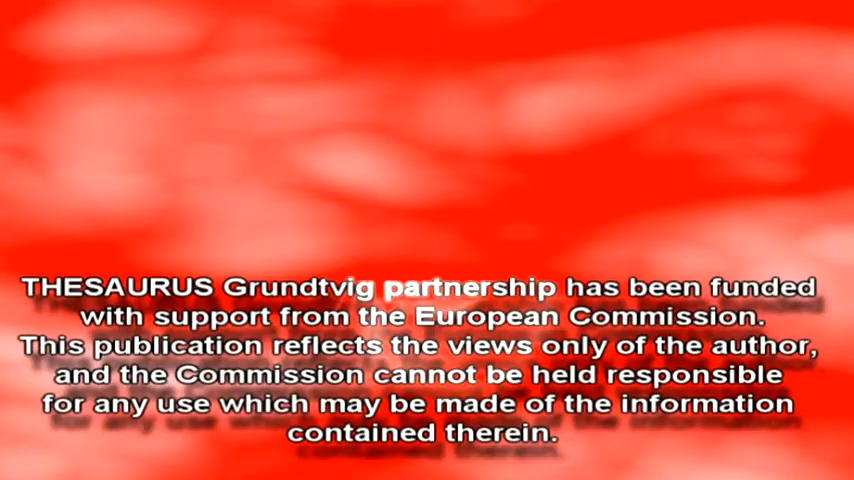 THESAURUS Grundtvig partnership has been funded
with support from the European Commission.
This publication reflects the views only of the author,
and the Commission cannot be held responsible
for any use which may be made of the information
contained therein.